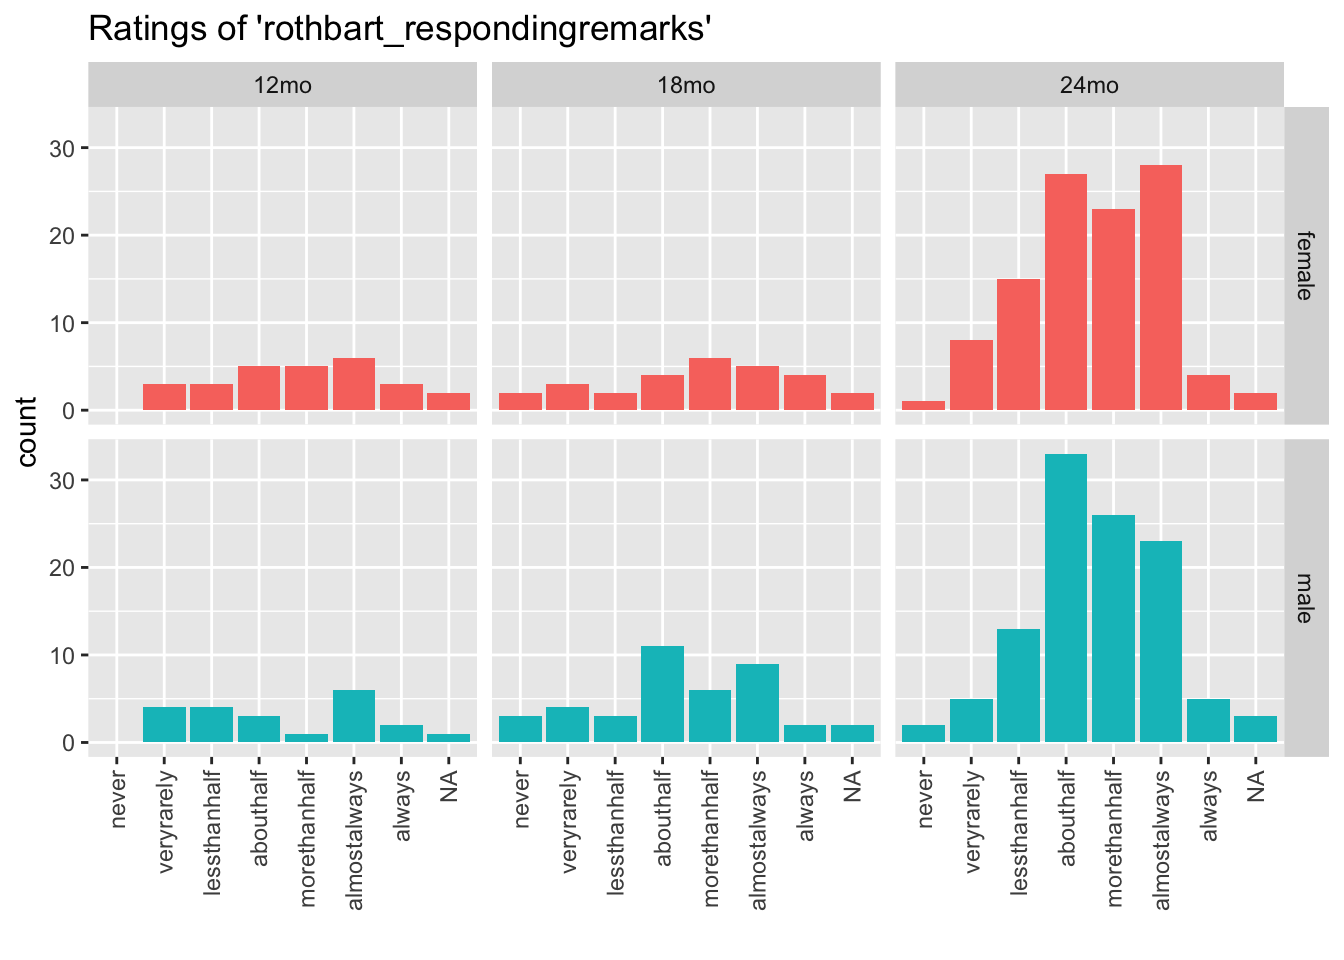 Ratings of 'rothbart_respondingremarks'
12mo
18mo
24mo
30
20
10
0
female
30
20
10
0
male
count
never
veryrarely
lessthanhalf
abouthalf
morethanhalf
almostalways
always
NA
never
veryrarely
lessthanhalf
abouthalf
morethanhalf
almostalways
always
NA
never
veryrarely
lessthanhalf
abouthalf
morethanhalf
almostalways
always
NA